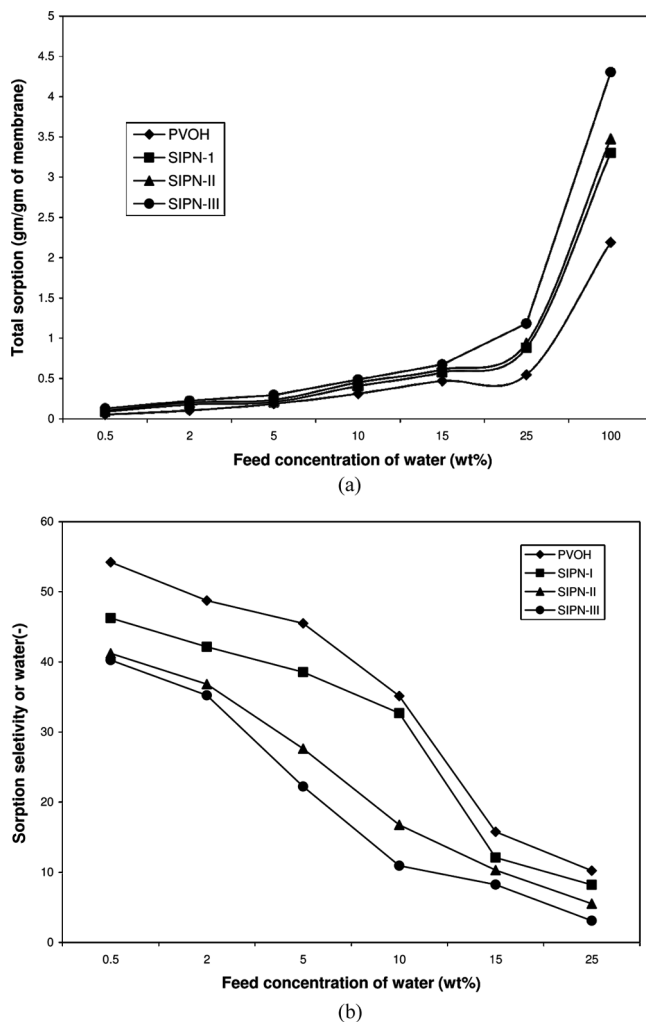 5
4.5
4
3.5
3
2.5
2
1.5
1
0.5
0
Total sorption (gm/gm of membrane)
PVOH
SIPN-1
SIPN-II
SIPN-III
0.5 2 5 10 15 25 100
Feed concentration of water (wt%)
(a)
60
50
40
30
20
10
0
Sorption seletivity or water(-)
PVOH
SIPN-I
SIPN-II
SIPN-III
0.5 2 5 10 15 25
Feed concentration of water (wt%)
(b)